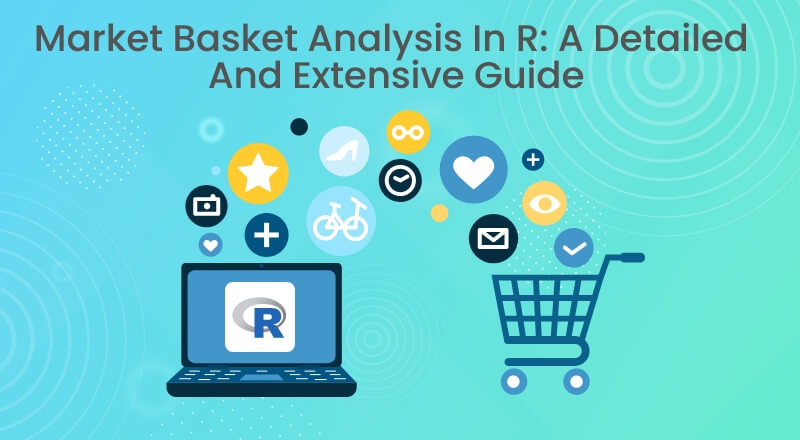 Market Basket Analysis In R: A Detailed
And Extensive Guide
R